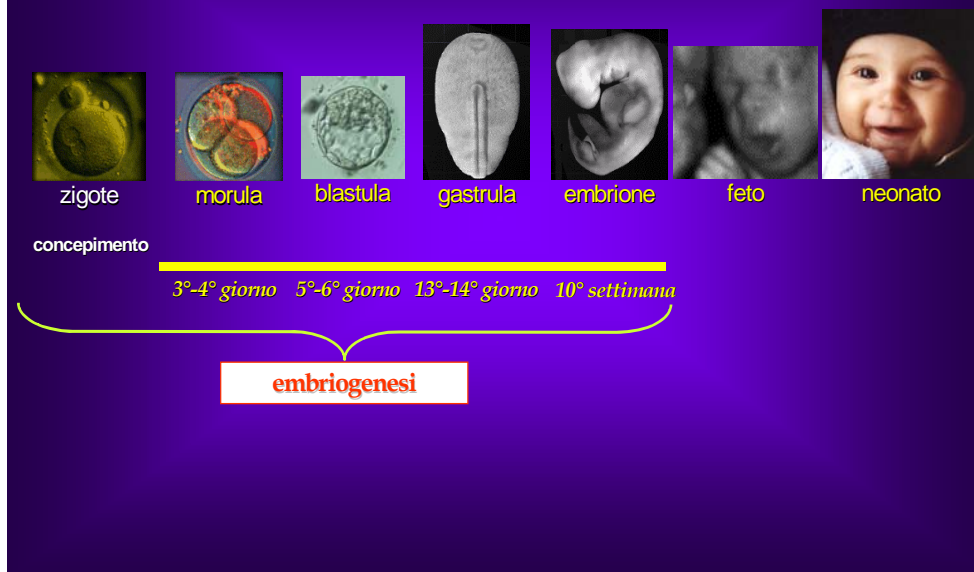 zigote morula blastula gastrula embrione feto neonato
concepimento
3°-4° giorno 5°-6° giorno 13°-14° giorno 10° settimana
embriogenesi